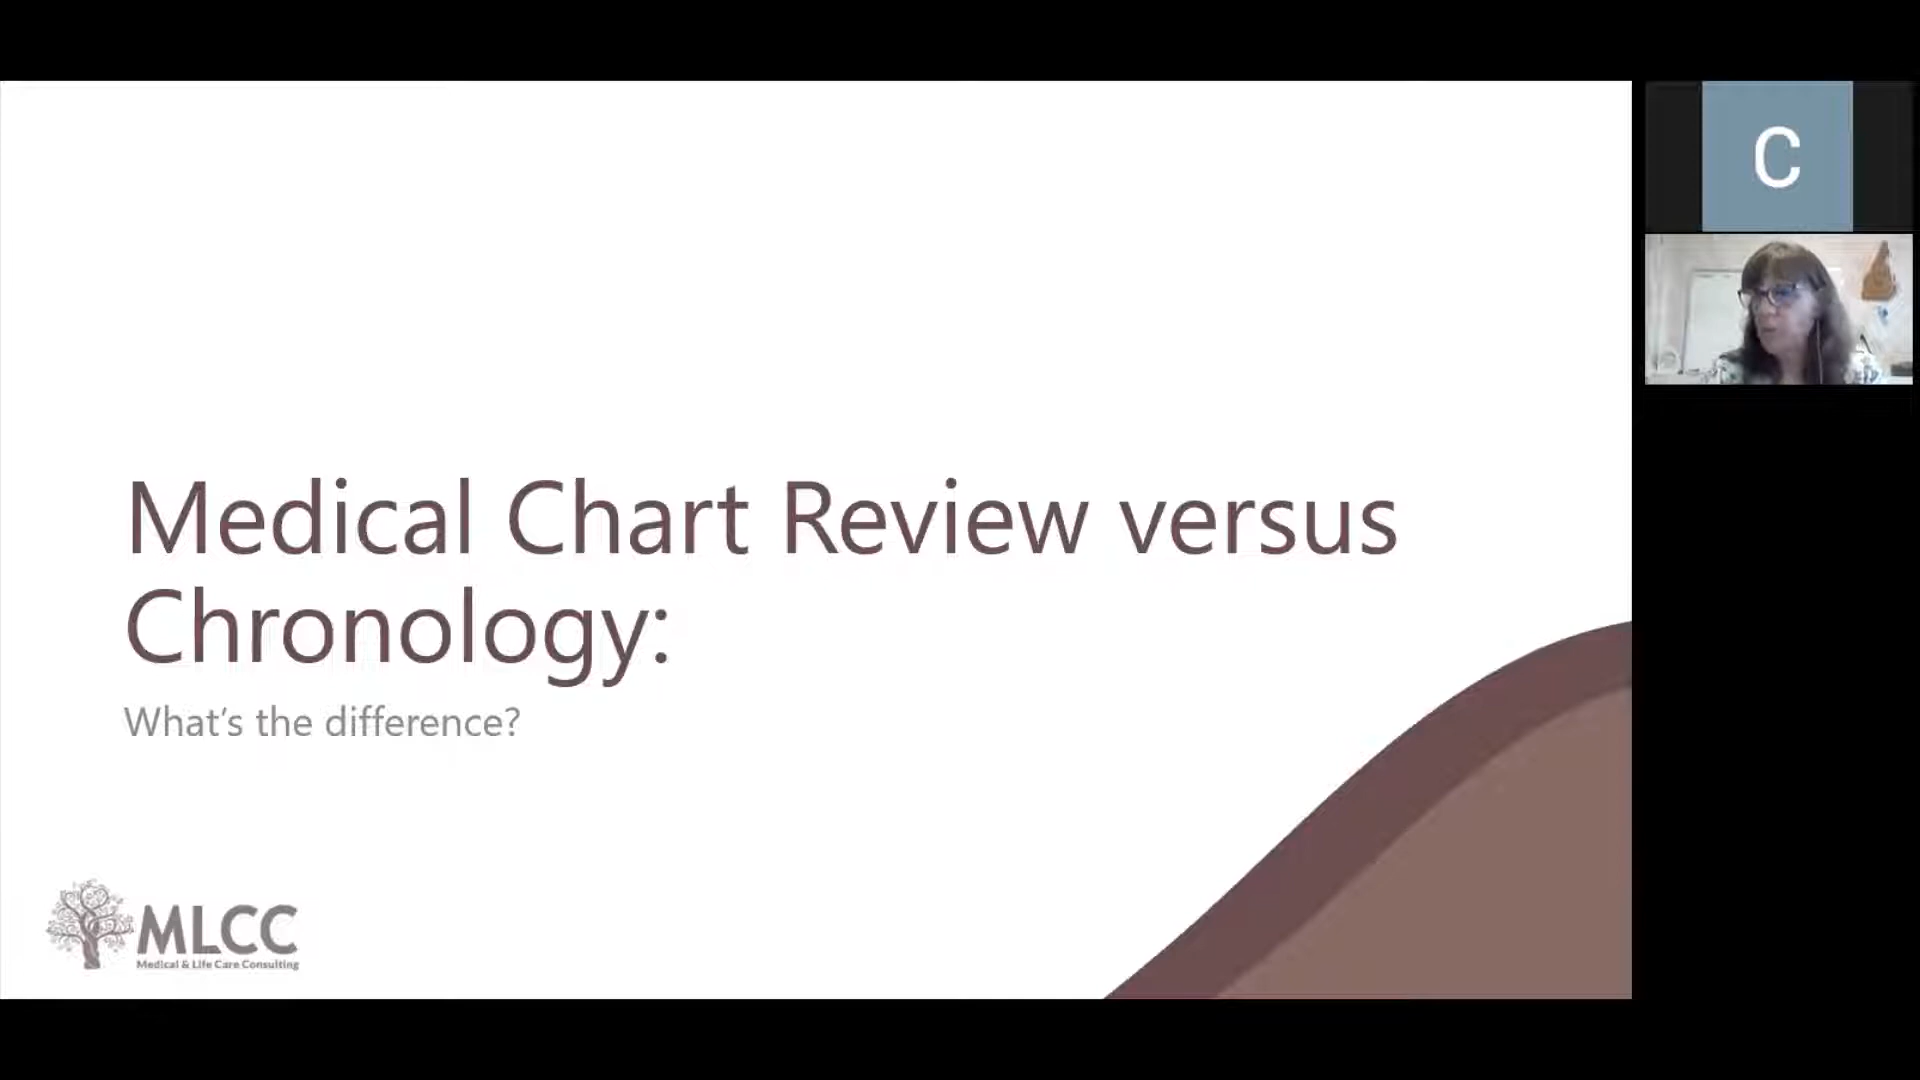 Medical Chart Review versus
Chronology:
What's the difference?
MLCC
Medical & Life Care Consulting
C